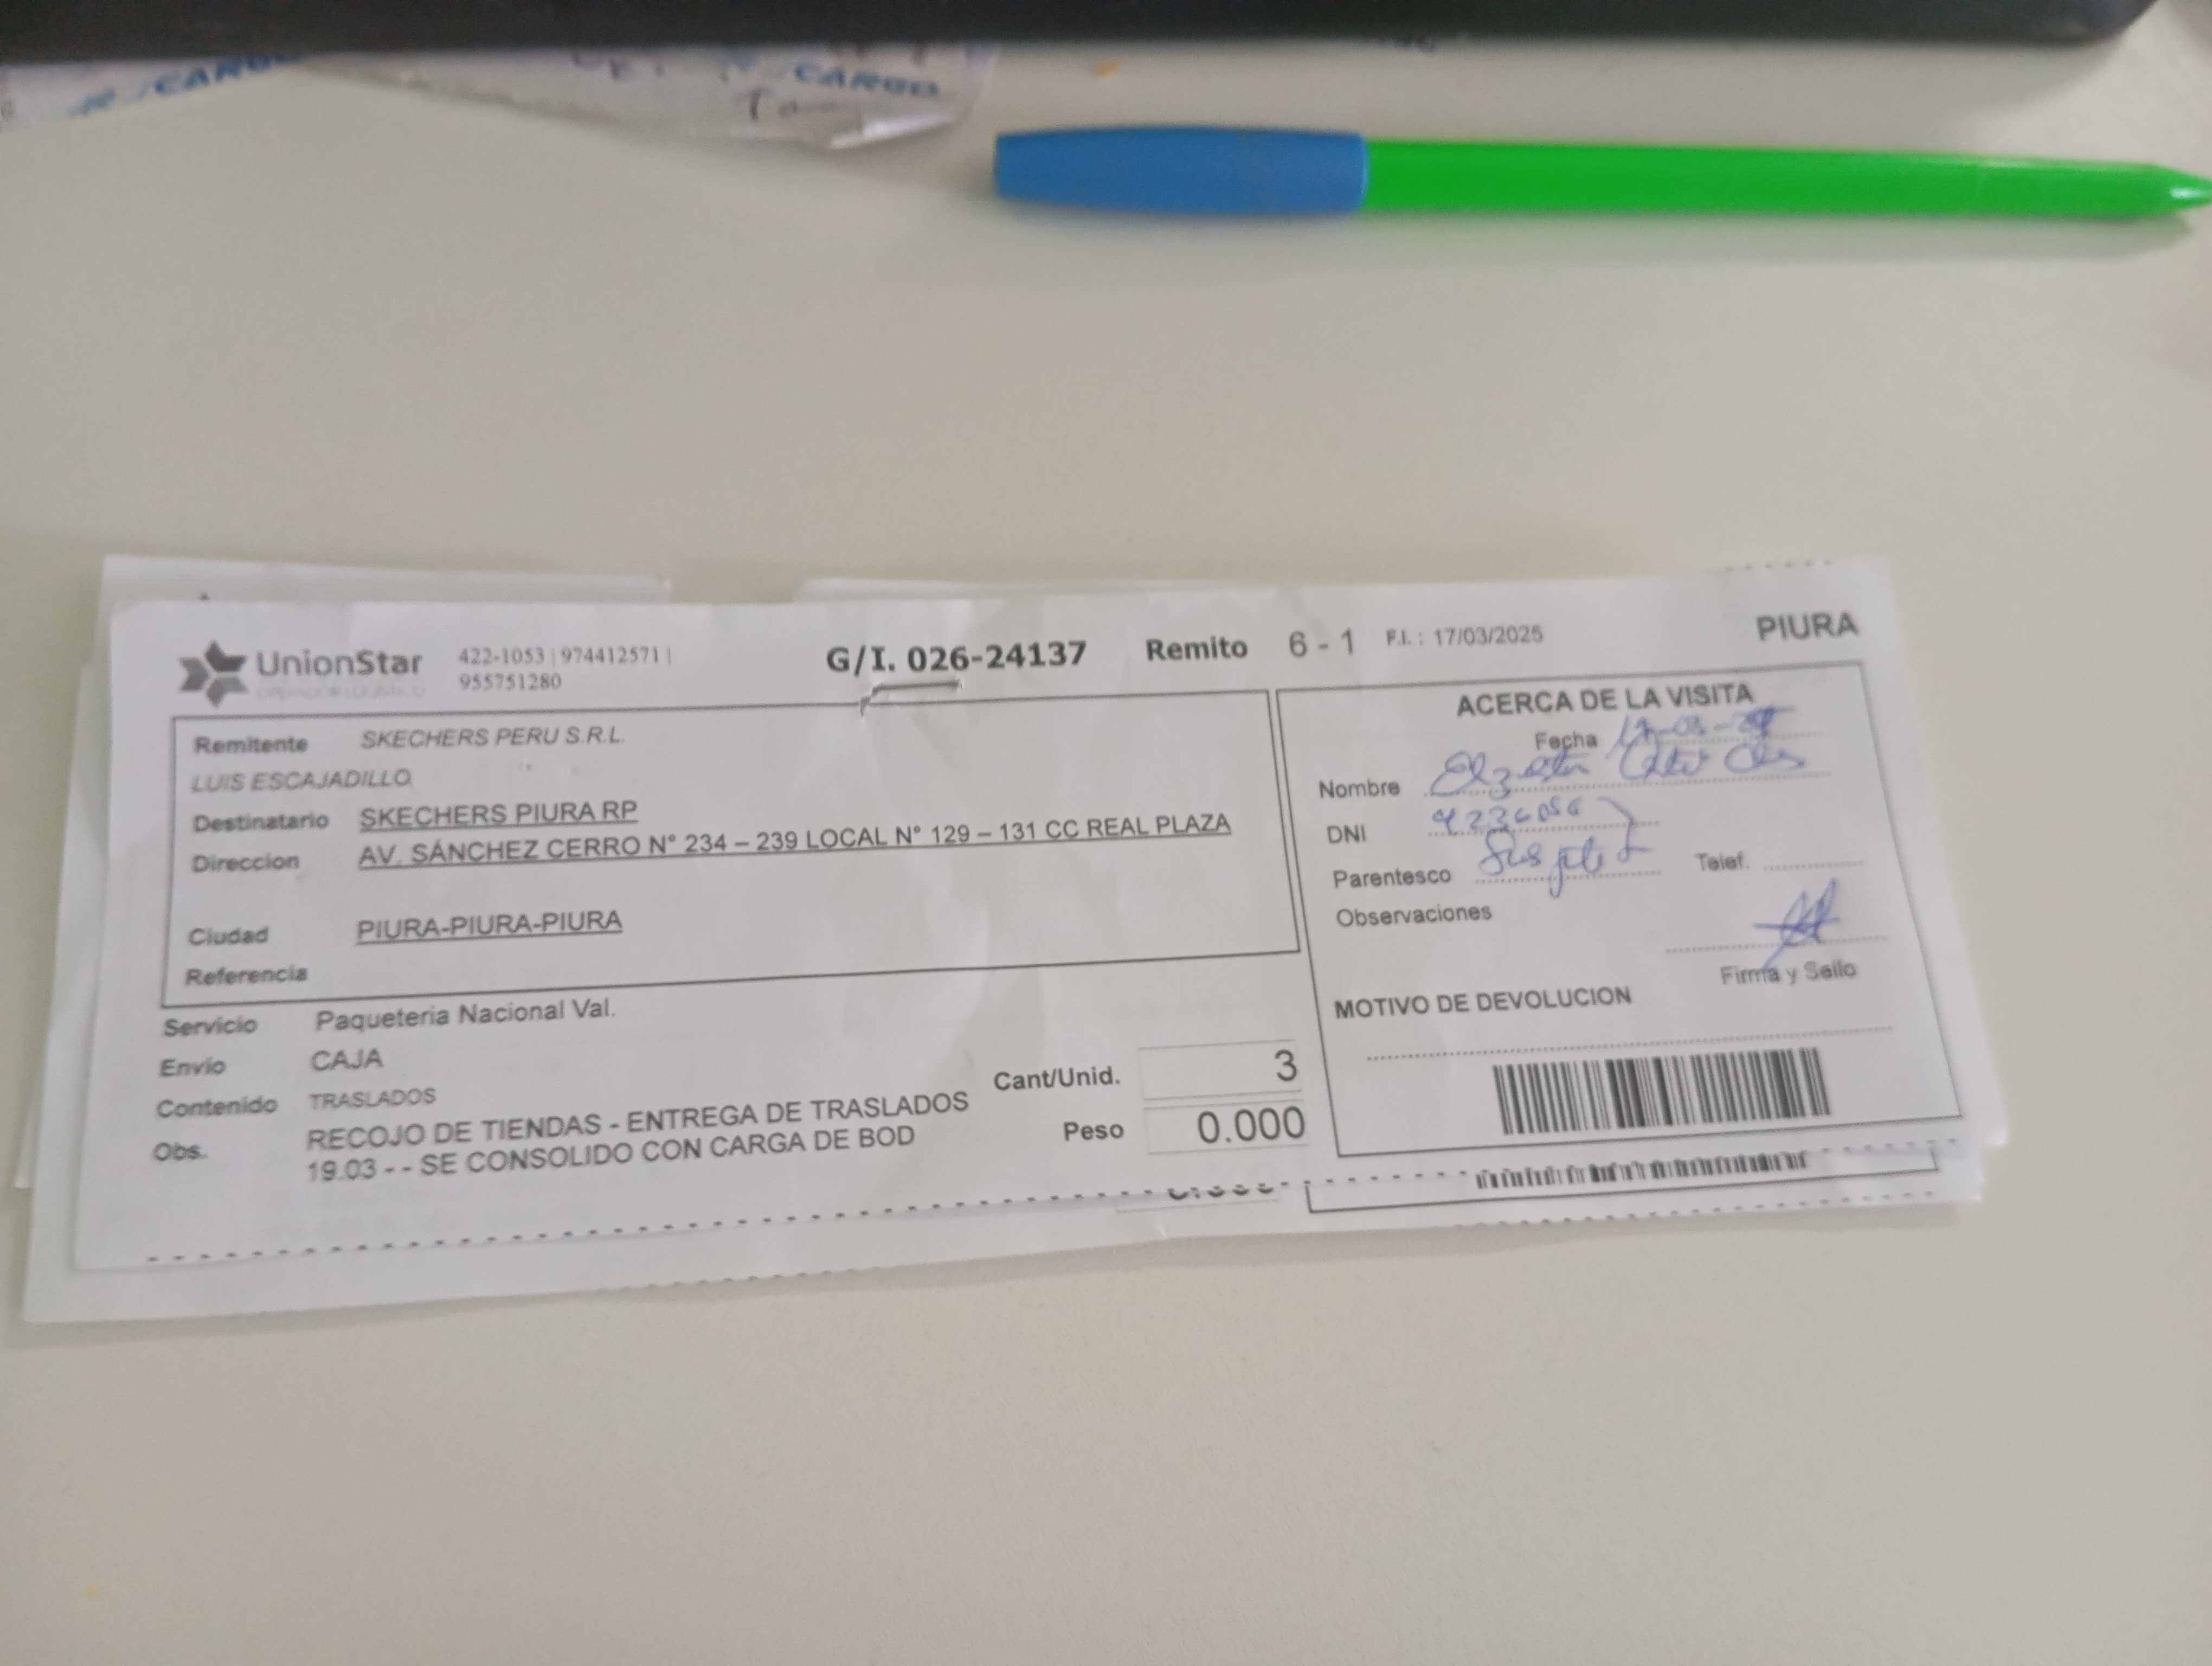 CARGO
UnionStar
422-1053 | 974412571 |
955751280
G/I. 026-24137
Remito 6 - 1
F.I. : 17/03/2025
PIURA
Remitente SKECHERS PERU S.R.L.
LUIS ESCAJADILLO
Destinatario SKECHERS PIURA RP
Direccion AV. SÁNCHEZ CERRO N° 234 – 239 LOCAL N° 129 – 131 CC REAL PLAZA
Ciudad PIURA-PIURA-PIURA
Referencia
Servicio Paqueteria Nacional Val.
Envío CAJA
Contenido TRASLADOS
Obs. RECOJO DE TIENDAS - ENTREGA DE TRASLADOS
19.03 - - SE CONSOLIDO CON CARGA DE BOD
Cant/Unid. 3
Peso 0.000
ACERCA DE LA VISITA
Fecha
Nombre
DNI
Parentesco
Telef.
Observaciones
Firma y Sello
MOTIVO DE DEVOLUCION